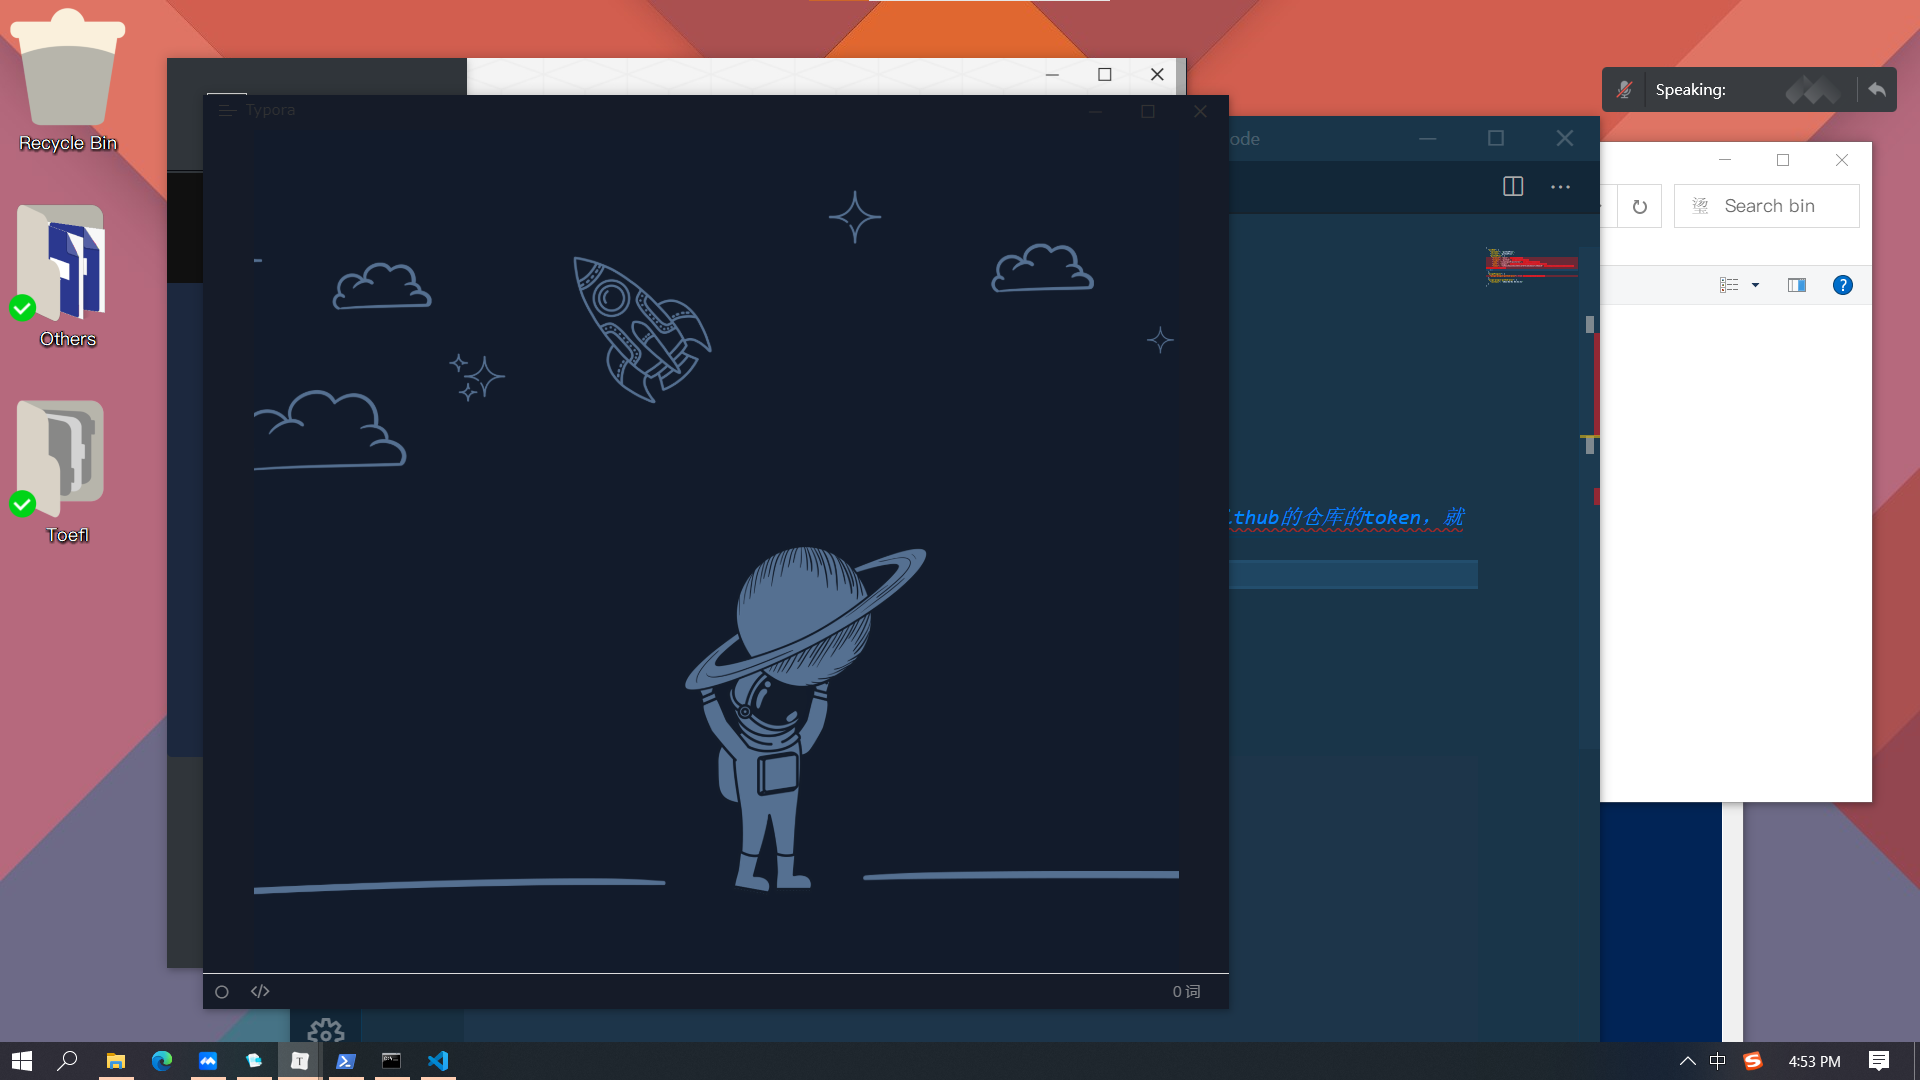 Recycle Bin
Others
Toefl
Typora
ode
Speaking:
Search bin
thub的仓库的token，就
0 词
中
4:53 PM